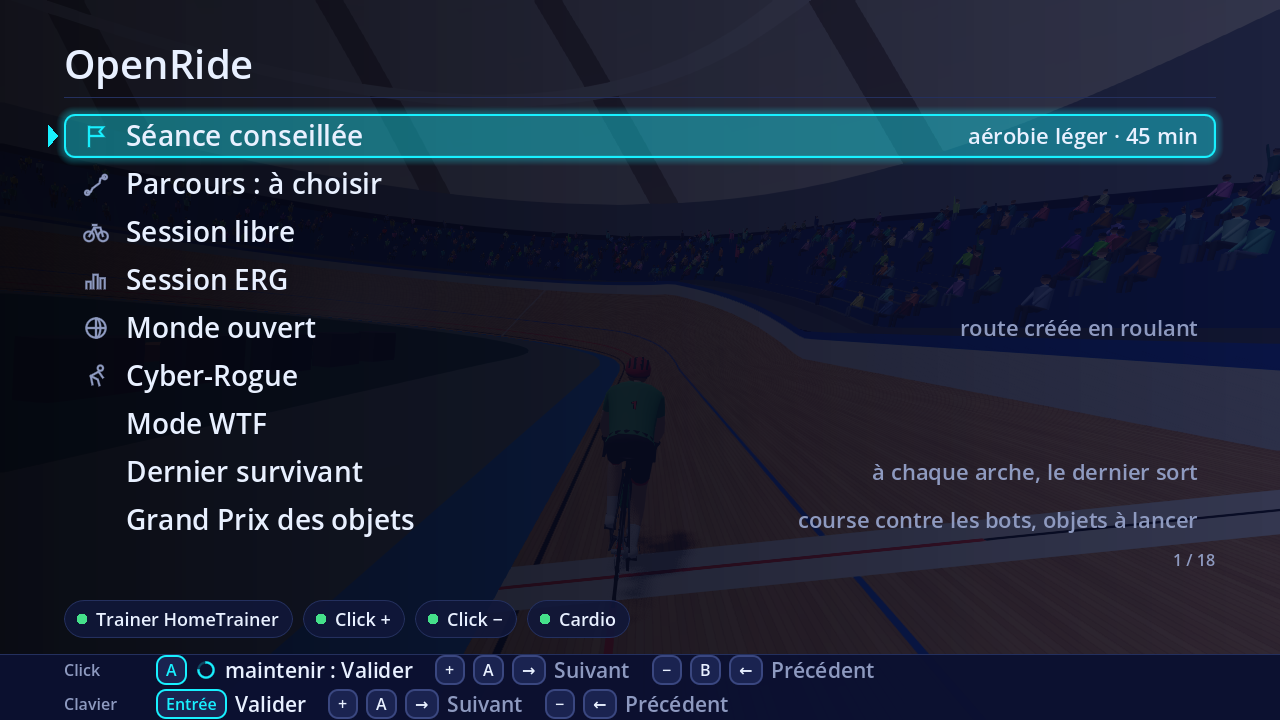 OpenRide
Séance conseillée aérobie léger · 45 min
Parcours : à choisir
Session libre
Session ERG
Monde ouvert route créée en roulant
Cyber-Rogue
Mode WTF
Dernier survivant à chaque arche, le dernier sort
Grand Prix des objets course contre les bots, objets à lancer
1 / 18
Trainer HomeTrainer Click + Click − Cardio
Click A maintenir : Valider + A → Suivant − B ← Précédent
Clavier Entrée Valider + A → Suivant − ← Précédent